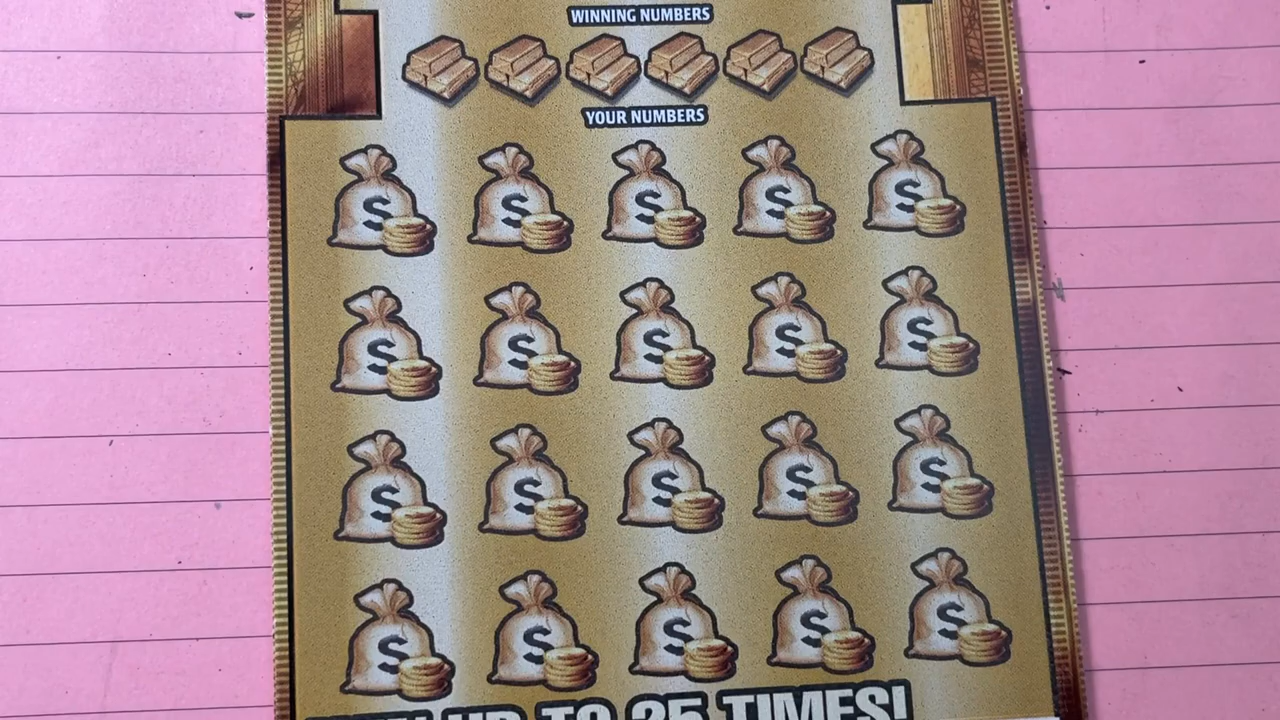 WINNING NUMBERS
YOUR NUMBERS
$ $ $ $ $
$ $ $ $ $
$ $ $ $ $
$ $ $ $ $
UP TO 25 TIMES!